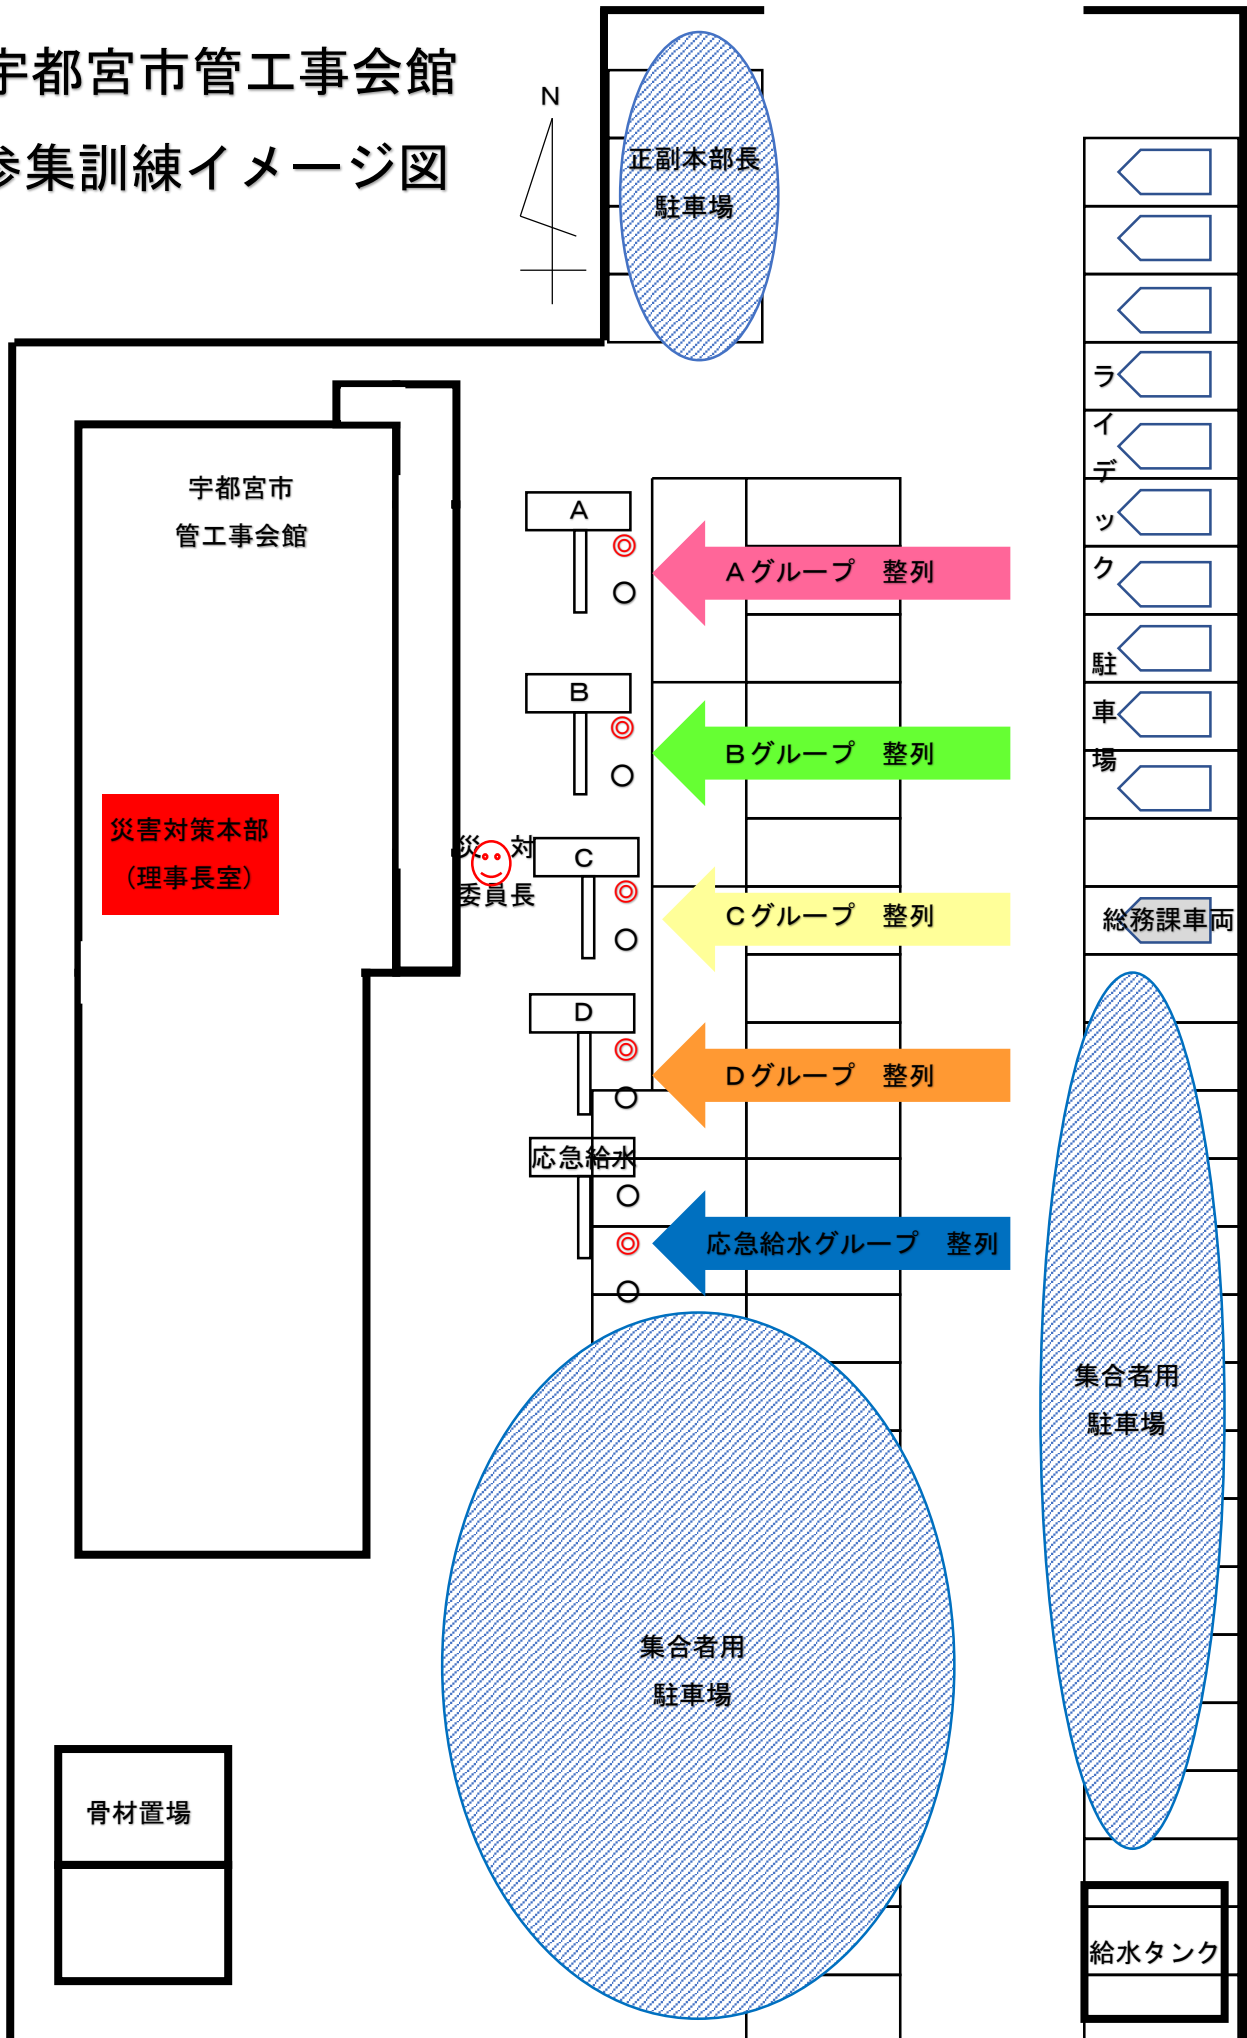 宇都宮市管工事会館
参集訓練イメージ図
N
正副本部長
駐車場
宇都宮市
管工事会館
A
Aグループ　整列
B
Bグループ　整列
災害対策本部
（理事長室）
災　対
委員長
C
Cグループ　整列
D
Dグループ　整列
応急給水
応急給水グループ　整列
ライデック　駐車場
総務課車両
集合者用
駐車場
集合者用
駐車場
骨材置場
給水タンク